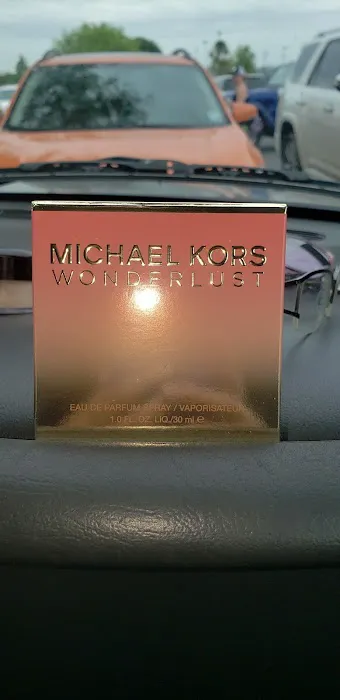 MICHAEL KORS
WONDERLUST
EAU DE PARFUM SPRAY / VAPORISATEUR
1.0 FL. OZ. LIQ./30 ml e